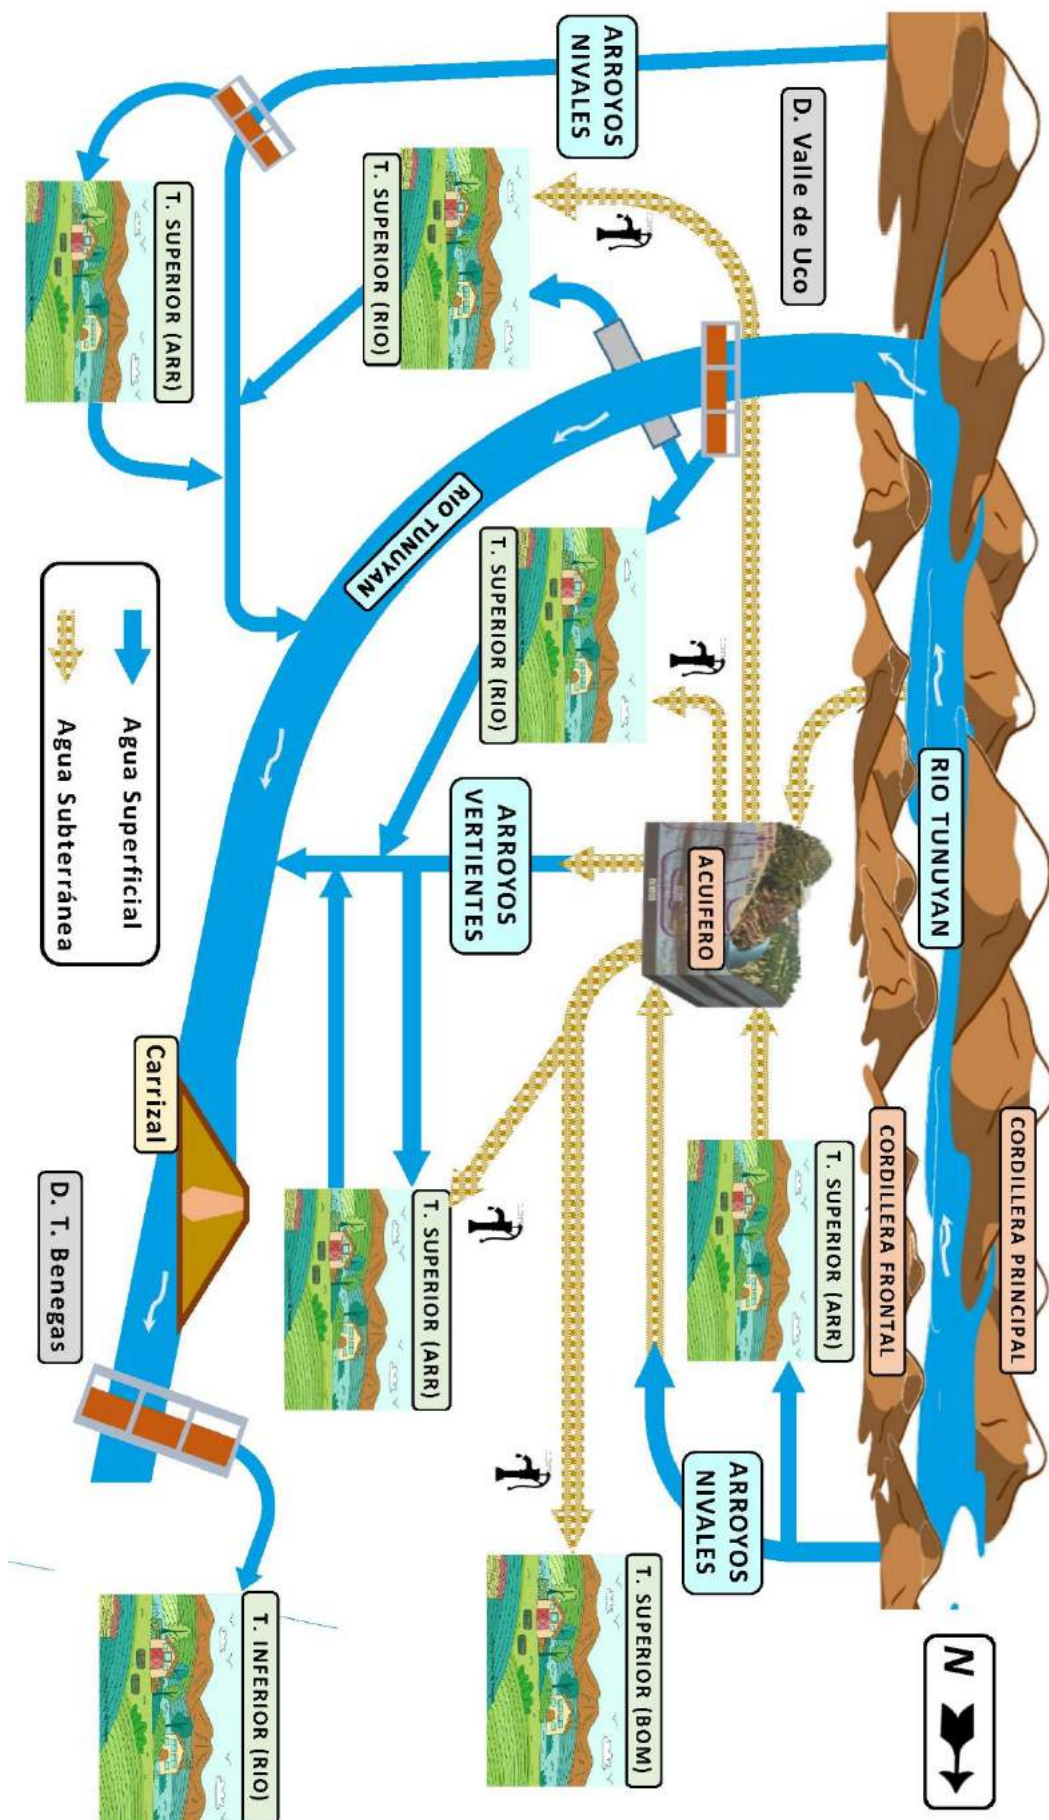 CORDILLERA PRINCIPAL
N
RIO TUNUYAN
CORDILLERA FRONTAL
T. SUPERIOR (ARR)
D. Valle de Uco
ARROYOS
NIVALES
ACUIFERO
T. SUPERIOR (BOM)
ARROYOS
NIVALES
ARROYOS
VERTIENTES
T. SUPERIOR (RIO)
T. SUPERIOR (ARR)
RIO TUNUYAN
T. SUPERIOR (RIO)
T. INFERIOR (RIO)
T. SUPERIOR (ARR)
Carrizal
Agua Superficial
Agua Subterránea
D. T. Benegas